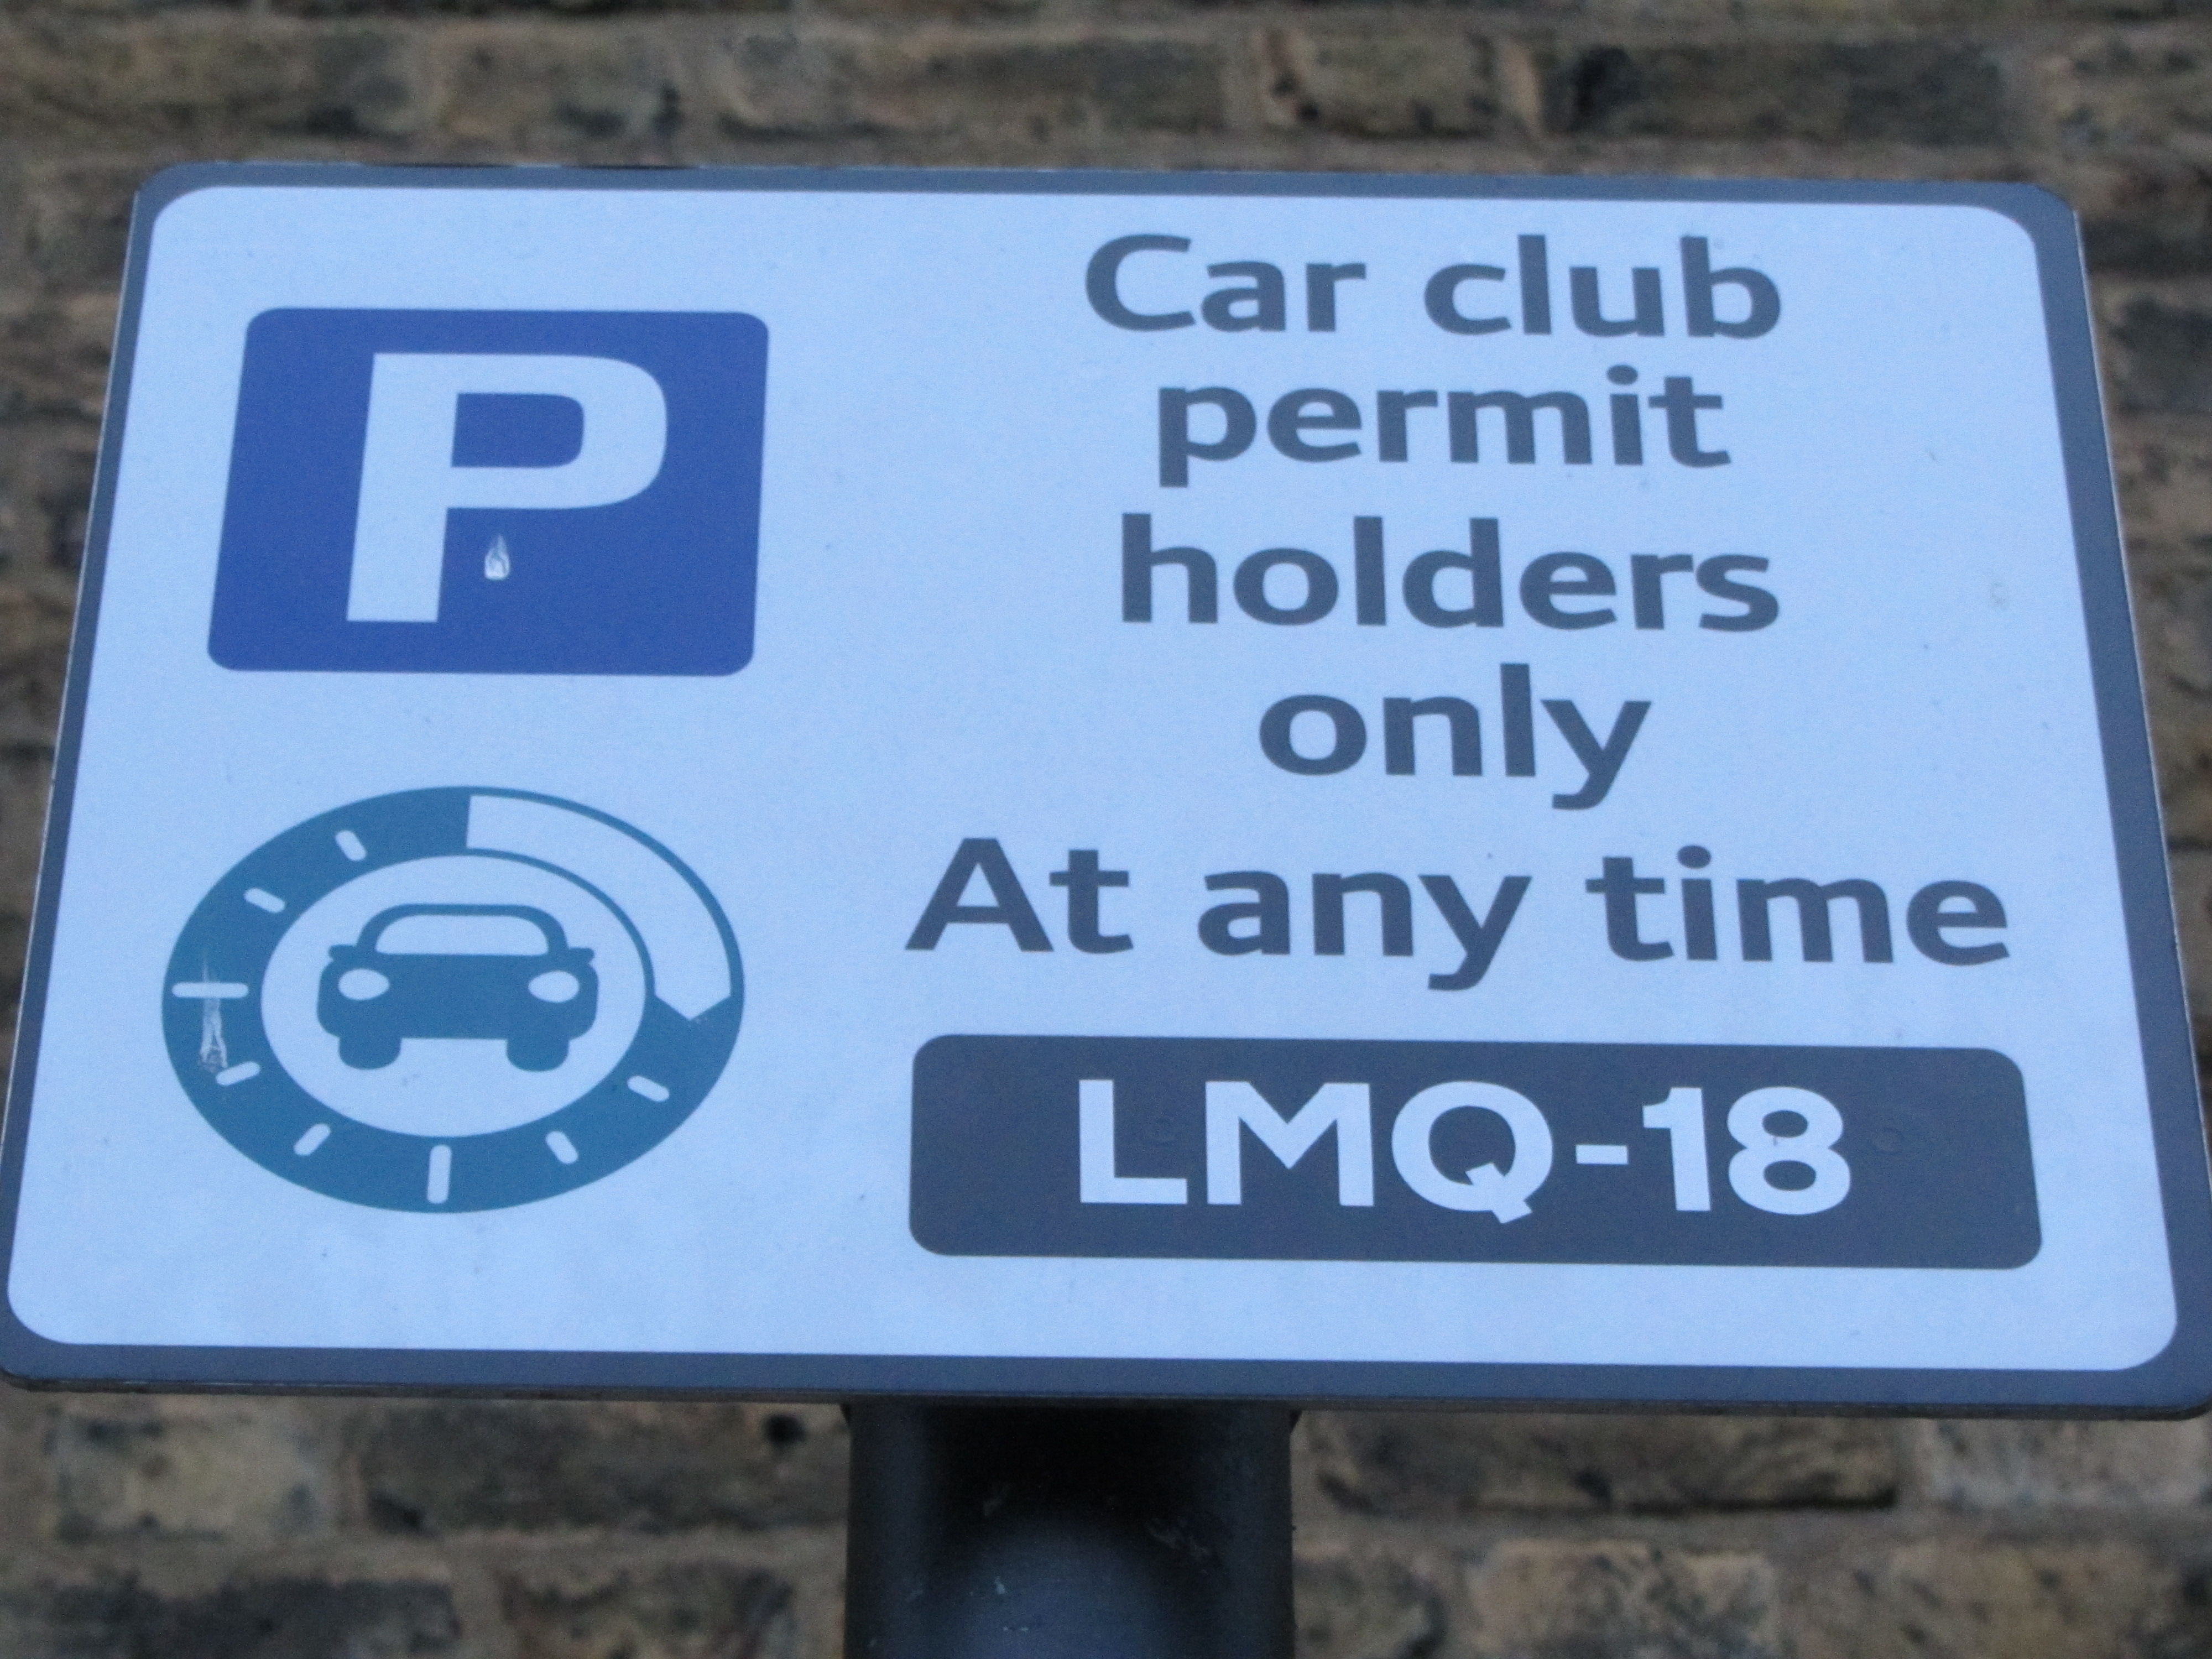 P
Car club
permit
holders
only
At any time
LMQ-18